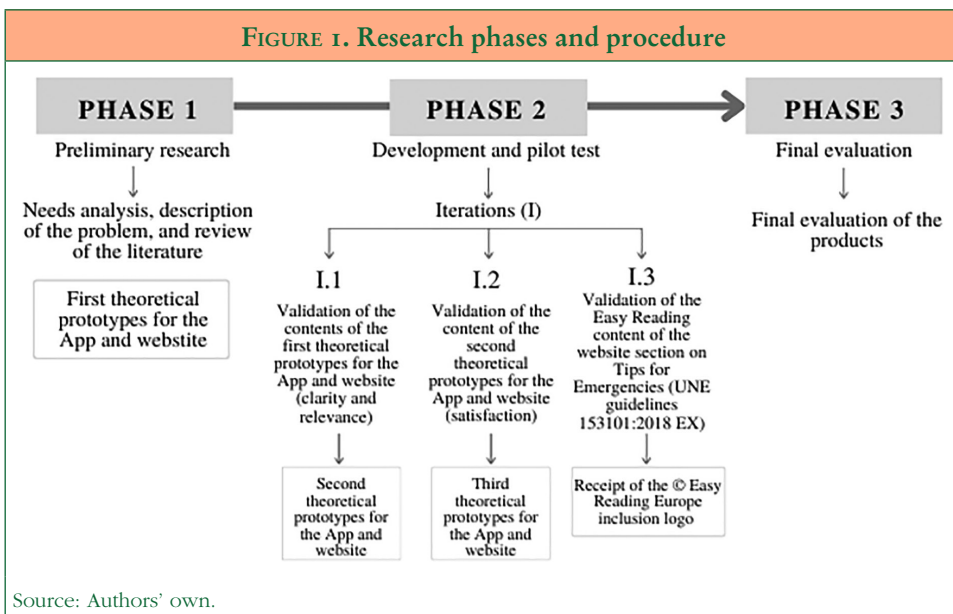 FIGURE 1. Research phases and procedure
PHASE 1
Preliminary research
Needs analysis, description
of the problem, and review
of the literature
First theoretical
prototypes for the
App and webstite
PHASE 2
Development and pilot test
Iterations (I)
I.1
Validation of the
contents of the
first theoretical
prototypes for the
App and website
(clarity and
relevance)
Second
theoretical
prototypes for
the App and
website
I.2
Validation of the
content of the
second
theoretical
prototypes for the
App and website
(satisfaction)
Third
theoretical
prototypes for
the App and
website
I.3
Validation of the
Easy Reading
content of the
website section on
Tips for
Emergencies (UNE
guidelines
153101:2018 EX)
Receipt of the © Easy
Reading Europe
inclusion logo
PHASE 3
Final evaluation
Final evaluation of the
products
Source: Authors' own.